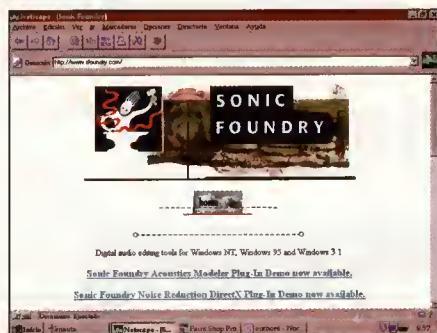 Netscape - [Sonic Foundry]
Archivo Edición Ver Ir Marcadores Opciones Directorio Ventana Ayuda
http://www.sfoundry.com/
SONIC
FOUNDRY
home
Digital audio editing tools for Windows NT, Windows 95 and Windows 3.1
Sonic Foundry Acoustics Modeler Plug-In Demo now available.
Sonic Foundry Noise Reduction DirectX Plug-In Demo now available.
Inicio
Netscape - [S...
Paint Shop Pro